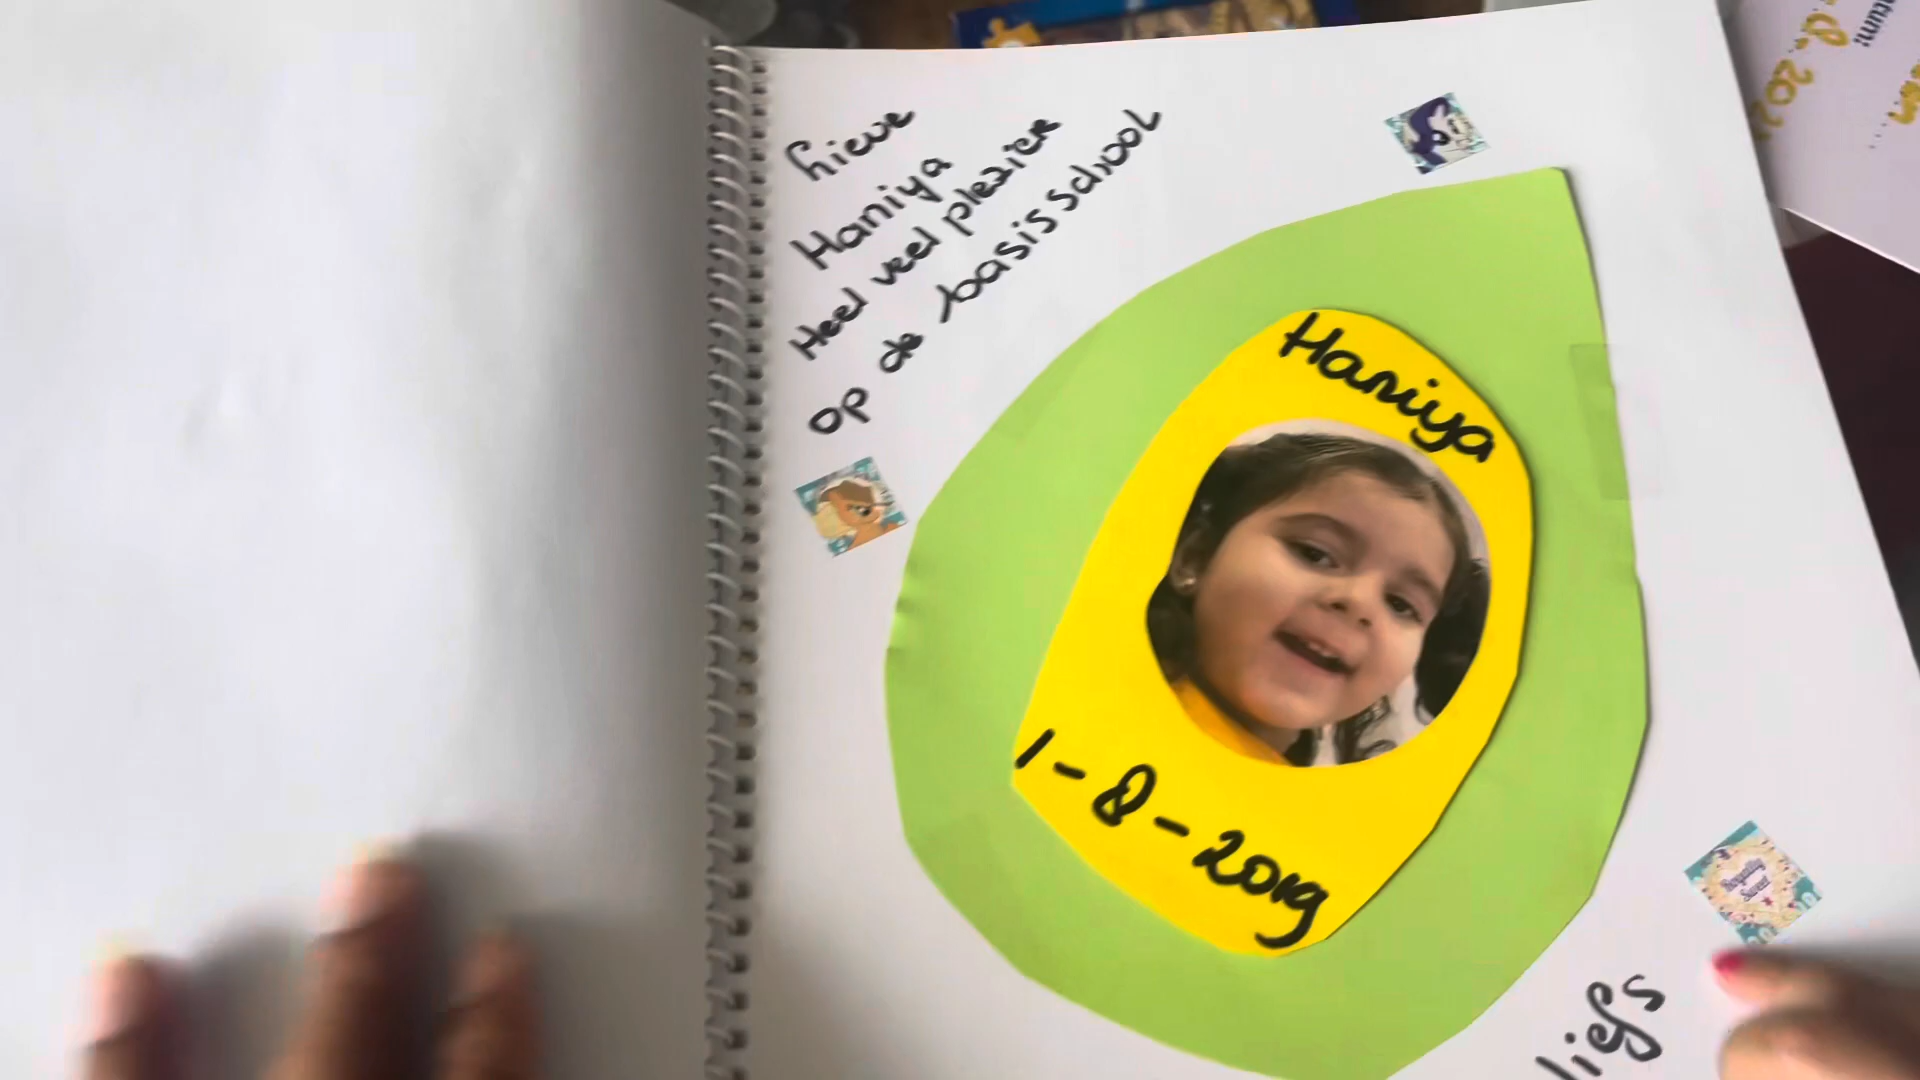 Lieve
Haniya
Heel veel plezier
op de basisschool
Haniya
1-8-2019
liefs